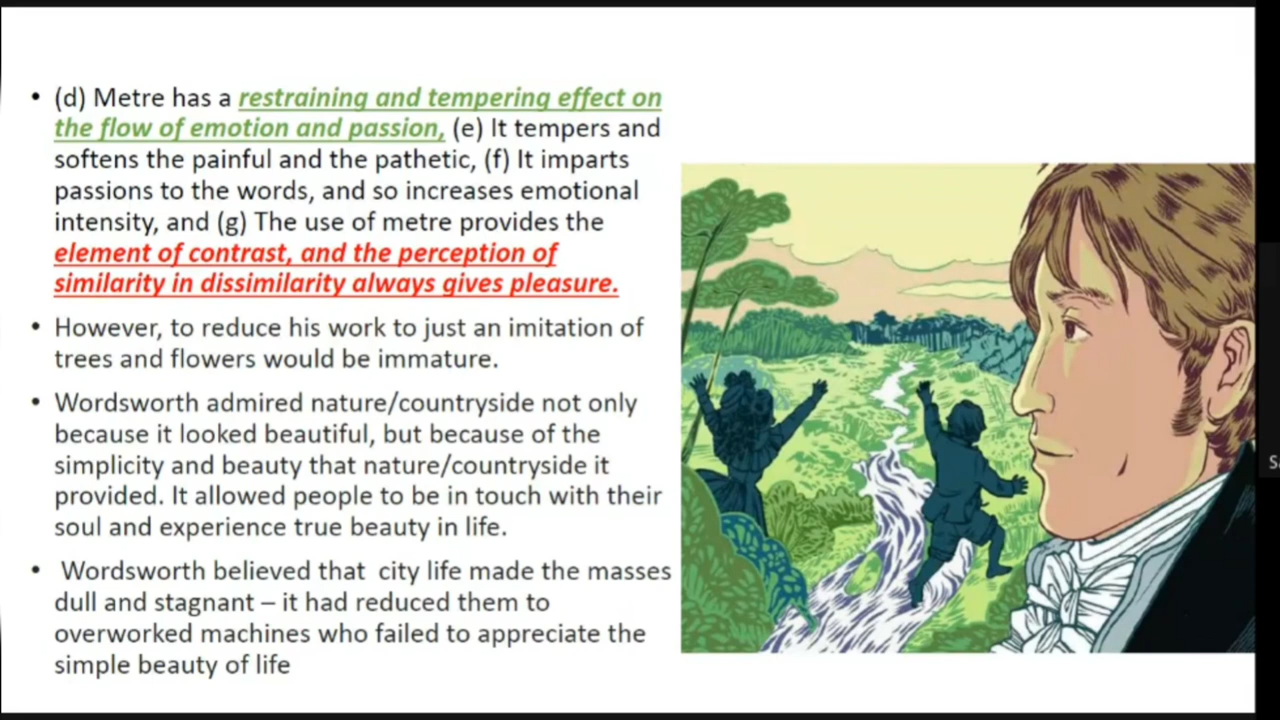 • (d) Metre has a restraining and tempering effect on
the flow of emotion and passion, (e) It tempers and
softens the painful and the pathetic, (f) It imparts
passions to the words, and so increases emotional
intensity, and (g) The use of metre provides the
element of contrast, and the perception of
similarity in dissimilarity always gives pleasure.
• However, to reduce his work to just an imitation of
trees and flowers would be immature.
• Wordsworth admired nature/countryside not only
because it looked beautiful, but because of the
simplicity and beauty that nature/countryside it
provided. It allowed people to be in touch with their
soul and experience true beauty in life.
• Wordsworth believed that city life made the masses
dull and stagnant – it had reduced them to
overworked machines who failed to appreciate the
simple beauty of life